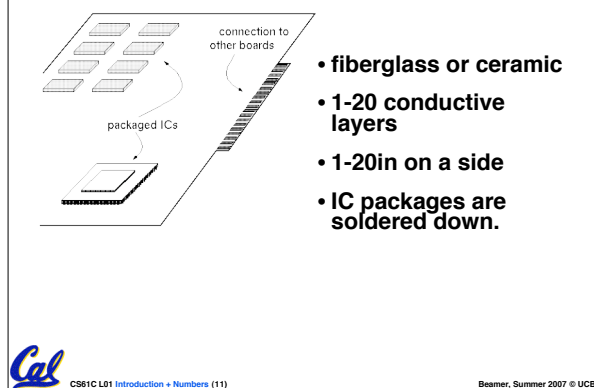 connection to
other boards
packaged ICs
• fiberglass or ceramic
• 1-20 conductive
layers
• 1-20in on a side
• IC packages are
soldered down.
Cal
CS61C L01 Introduction + Numbers (11)
Beamer, Summer 2007 © UCB